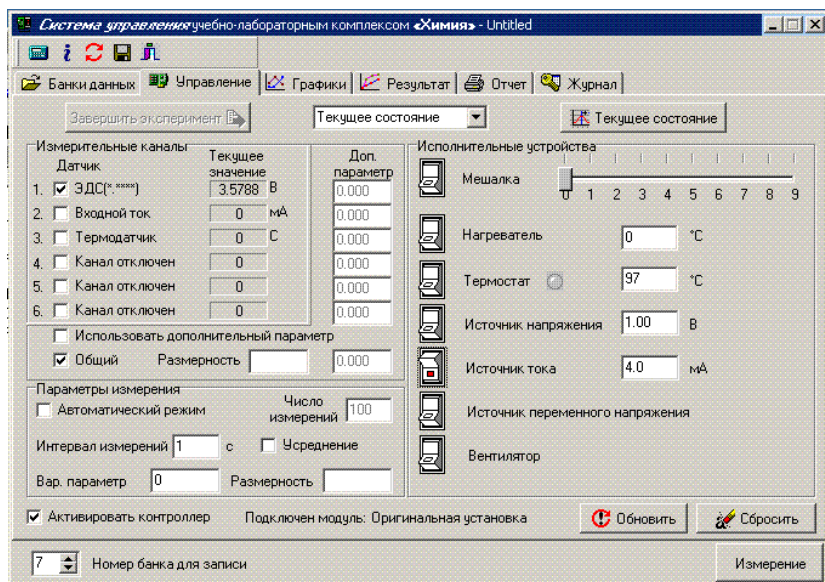 Система управления учебно-лабораторным комплексом «Химия» - Untitled
Банки данных Управление Графики Результат Отчет Журнал
Завершить эксперимент Текущее состояние Текущее состояние
Измерительные каналы
Датчик Текущее значение Доп. параметр
1. ЭДС(*.****) 3.5788 В 0.000
2. Входной ток 0 мА 0.000
3. Термодатчик 0 С 0.000
4. Канал отключен 0 0.000
5. Канал отключен 0 0.000
6. Канал отключен 0 0.000
Использовать дополнительный параметр
Общий Размерность 0.000
Параметры измерения
Автоматический режим Число измерений 100
Интервал измерений 1 с Усреднение
Вар. параметр 0 Размерность
Исполнительные устройства
Мешалка 0 1 2 3 4 5 6 7 8 9
Нагреватель 0 °C
Термостат 97 °C
Источник напряжения 1.00 В
Источник тока 4.0 мА
Источник переменного напряжения
Вентилятор
Активировать контроллер Подключен модуль: Оригинальная установка Обновить Сбросить
7 Номер банка для записи Измерение